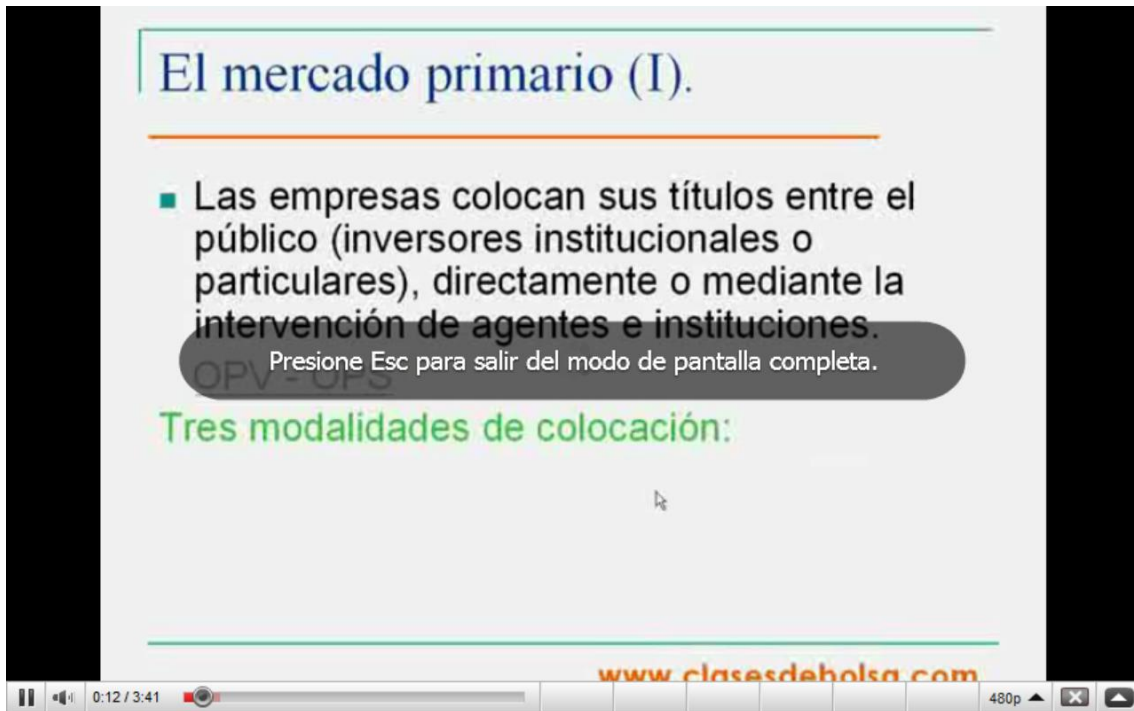 El mercado primario (I).
Las empresas colocan sus títulos entre el
público (inversores institucionales o
particulares), directamente o mediante la
intervención de agentes e instituciones.
Presione Esc para salir del modo de pantalla completa.
OPV - OPS
Tres modalidades de colocación:
www.clasesdebolsa.com
0:12 / 3:41
480p